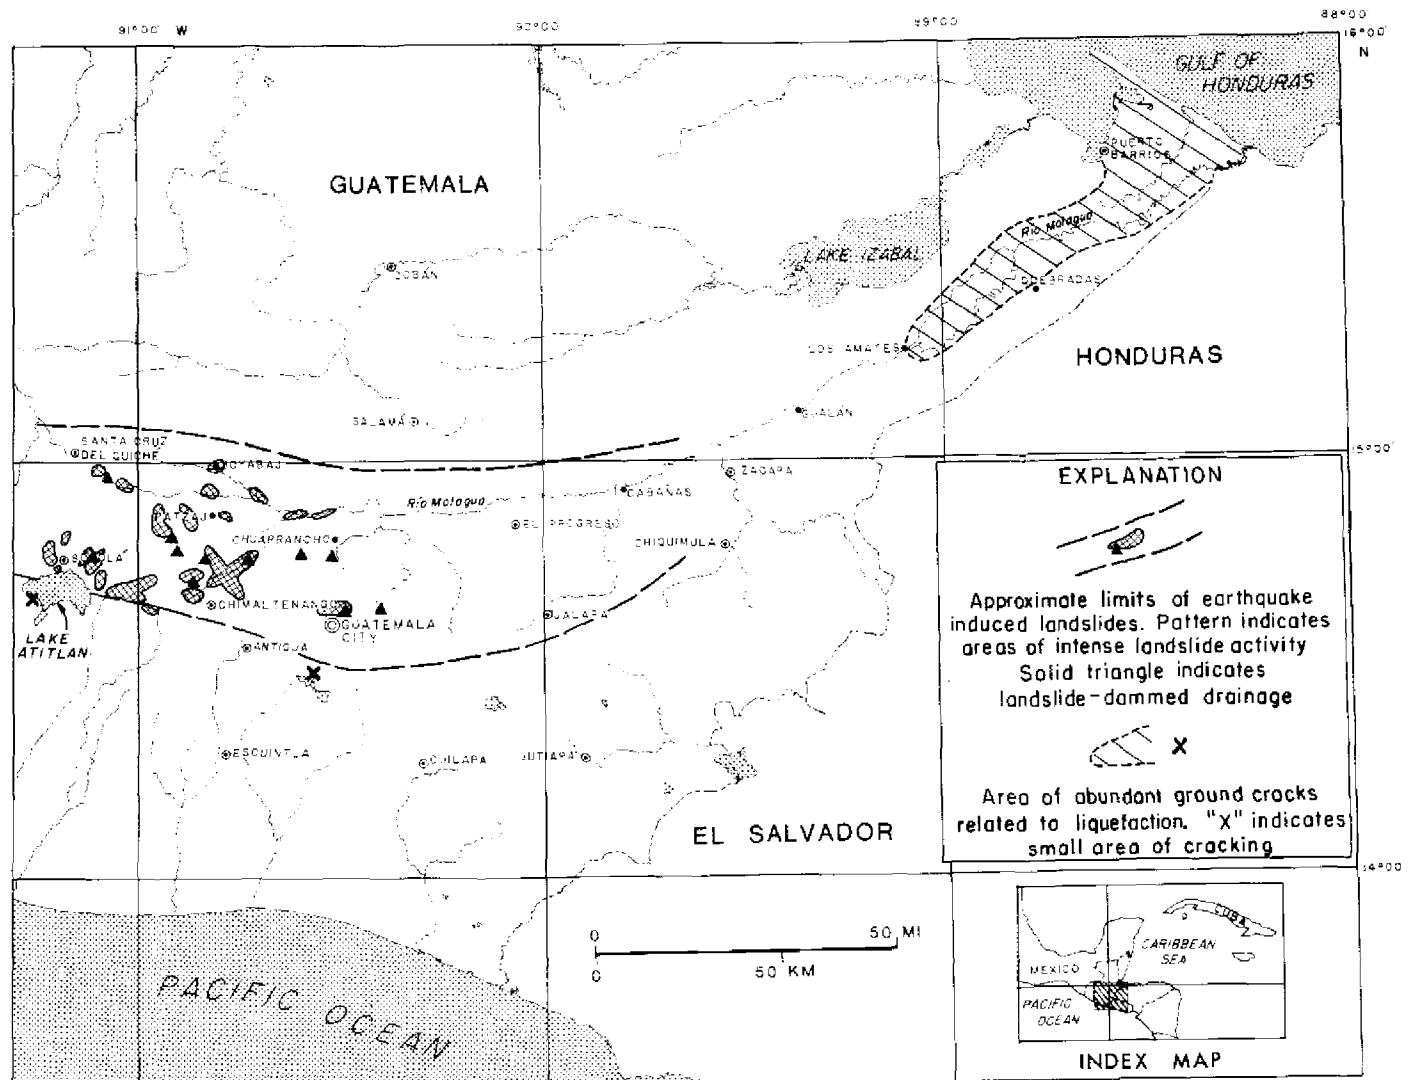 91°00' W
90°00'
89°00'
88°00'
16°00'
N
GULF OF
HONDURAS
PUERTO
BARRIOS
GUATEMALA
Río Motagua
LAKE IZABAL
COBÁN
QUEBRADAS
LOS AMATES
HONDURAS
GUALÁN
SALAMÁ
SANTA CRUZ
DEL QUICHÉ
JOYABAJ
15°00'
ZACAPA
CABAÑAS
Río Motagua
PATZAJ
EL PROGRESO
CHUARRANCHO
CHIQUIMULA
SOLOLA
CHIMALTENANGO
JALAPA
GUATEMALA
CITY
LAKE
ATITLAN
ANTIGUA
ESCUINTLA
CUILAPA
JUTIAPA
EL SALVADOR
14°00'
EXPLANATION
Approximate limits of earthquake
induced landslides. Pattern indicates
areas of intense landslide activity
Solid triangle indicates
landslide-dammed drainage
X
Area of abundant ground cracks
related to liquefaction. "X" indicates
small area of cracking
0 50 MI
0 50 KM
PACIFIC OCEAN
CUBA
CARIBBEAN
SEA
MEXICO
PACIFIC
OCEAN
INDEX MAP